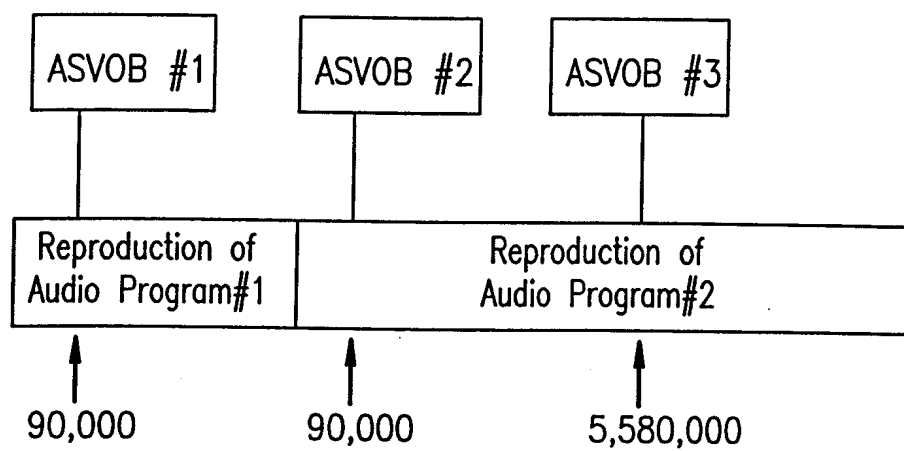 ASVOB #1
ASVOB #2
ASVOB #3
Reproduction of
Audio Program#1
Reproduction of
Audio Program#2
90,000
90,000
5,580,000